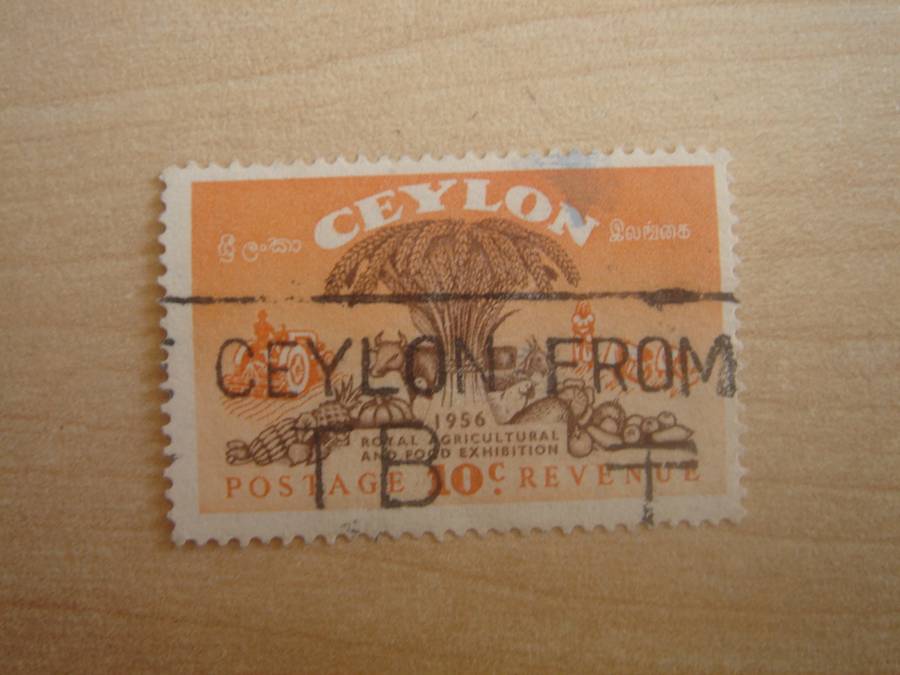 CEYLON
ශ්‍රී ලංකා இலங்கை
CEYLON FROM
1956
ROYAL AGRICULTURAL
AND FOOD EXHIBITION
TB T
POSTAGE 10c REVENUE